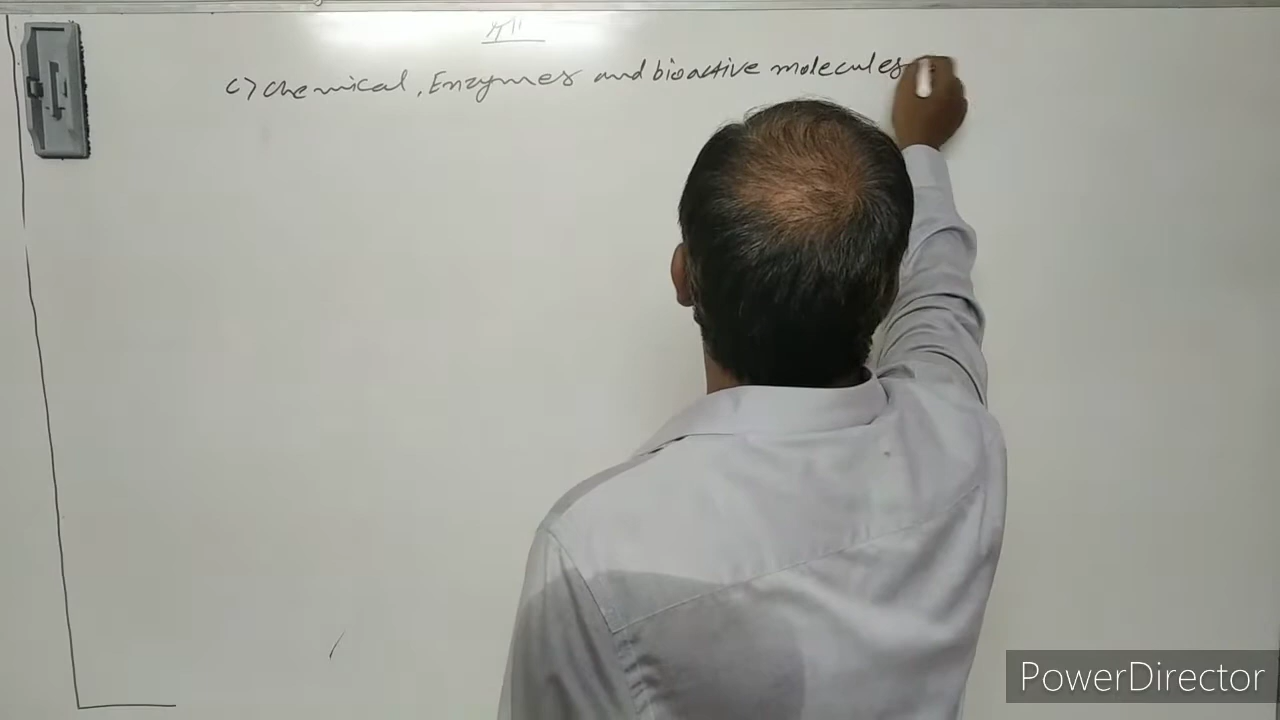 c) Chemical, Enzymes and bioactive molecules
PowerDirector